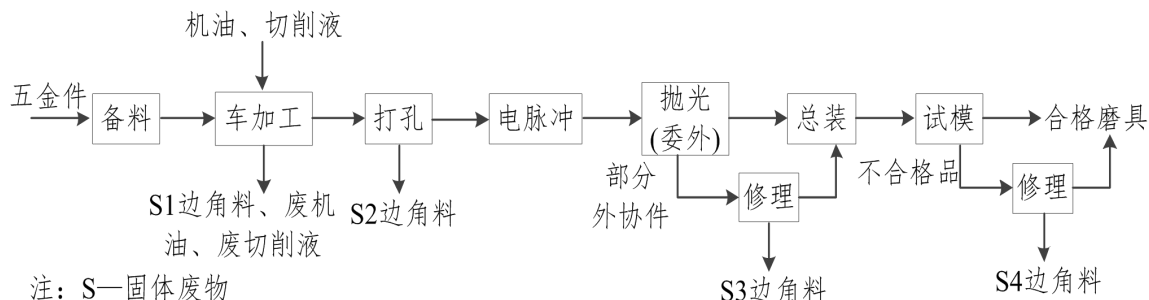 机油、切削液
五金件
备料
车加工
打孔
电脉冲
抛光
(委外)
总装
试模
合格磨具
部分
外协件
修理
不合格品
修理
S1边角料、废机
油、废切削液
S2边角料
S3边角料
S4边角料
注：S—固体废物